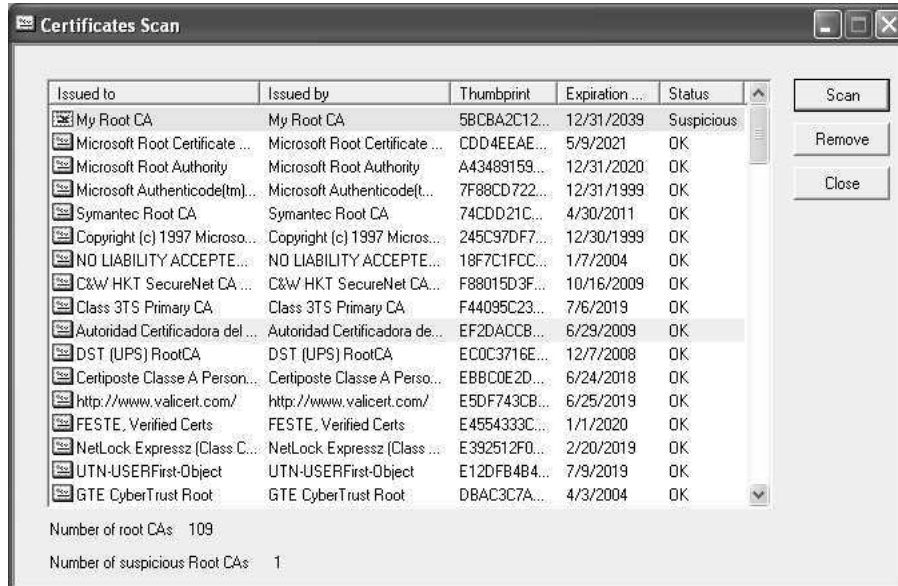 Certificates Scan
Issued to Issued by Thumbprint Expiration ... Status
My Root CA My Root CA 5BCBA2C12... 12/31/2039 Suspicious
Microsoft Root Certificate ... Microsoft Root Certificate ... CDD4EEAE... 5/9/2021 OK
Microsoft Root Authority Microsoft Root Authority A43489159... 12/31/2020 OK
Microsoft Authenticode(tm)... Microsoft Authenticode(t... 7F88CD722... 12/31/1999 OK
Symantec Root CA Symantec Root CA 74CDD21C... 4/30/2011 OK
Copyright (c) 1997 Microso... Copyright (c) 1997 Micros... 245C97DF7... 12/30/1999 OK
NO LIABILITY ACCEPTE... NO LIABILITY ACCEPTE... 18F7C1FCC... 1/7/2004 OK
C&W HKT SecureNet CA ... C&W HKT SecureNet CA... F88015D3F... 10/16/2009 OK
Class 3TS Primary CA Class 3TS Primary CA F44095C23... 7/6/2019 OK
Autoridad Certificadora del ... Autoridad Certificadora de... EF2DACCB... 6/29/2009 OK
DST (UPS) RootCA DST (UPS) RootCA EC0C3716E... 12/7/2008 OK
Certiposte Classe A Person... Certiposte Classe A Perso... EBBC0E2D... 6/24/2018 OK
http://www.valicert.com/ http://www.valicert.com/ E5DF743CB... 6/25/2019 OK
FESTE, Verified Certs FESTE, Verified Certs E4554333C... 1/1/2020 OK
NetLock Expressz (Class C... NetLock Expressz (Class ... E392512F0... 2/20/2019 OK
UTN-USERFirst-Object UTN-USERFirst-Object E12DFB4B4... 7/9/2019 OK
GTE CyberTrust Root GTE CyberTrust Root DBAC3C7A... 4/3/2004 OK
Scan
Remove
Close
Number of root CAs 109
Number of suspicious Root CAs 1